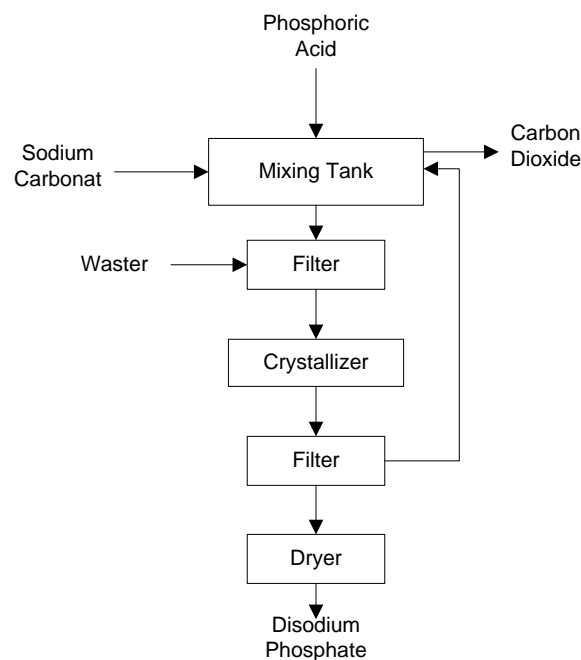 Phosphoric
Acid
Carbon
Dioxide
Sodium
Carbonat
Mixing Tank
Waster
Filter
Crystallizer
Filter
Dryer
Disodium
Phosphate